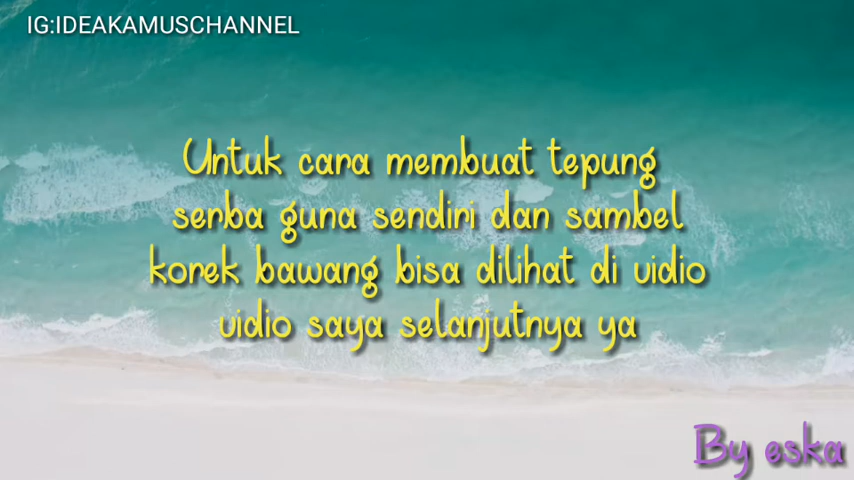 IG:IDEAKAMUSCHANNEL
Untuk cara membuat tepung
serba guna sendiri dan sambel
korek bawang bisa dilihat di vidio
vidio saya selanjutnya ya
By eska